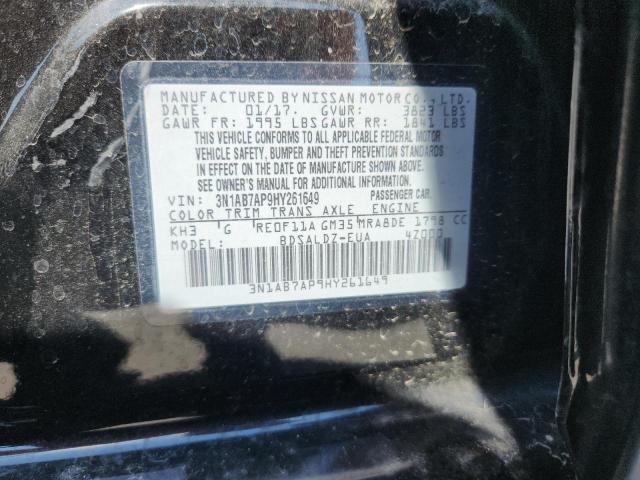 MANUFACTURED BY NISSAN MOTOR CO., LTD.
DATE: 01/17. GVWR: 3823 LBS
GAWR FR: 1995 LBS GAWR RR: 1841 LBS
THIS VEHICLE CONFORMS TO ALL APPLICABLE FEDERAL MOTOR
VEHICLE SAFETY, BUMPER AND THEFT PREVENTION STANDARDS
IN EFFECT ON THE DATE OF MANUFACTURE SHOWN ABOVE.
SEE OWNER'S MANUAL FOR ADDITIONAL INFORMATION.
VIN: 3N1AB7AP9HY261649 PASSENGER CAR.
COLOR TRIM TRANS AXLE ENGINE
KH3 G RE0F11A GM35 MRA8DE 1798 CC
BDSALDZ-EUA 4Z000
3N1AB7AP9HY261649